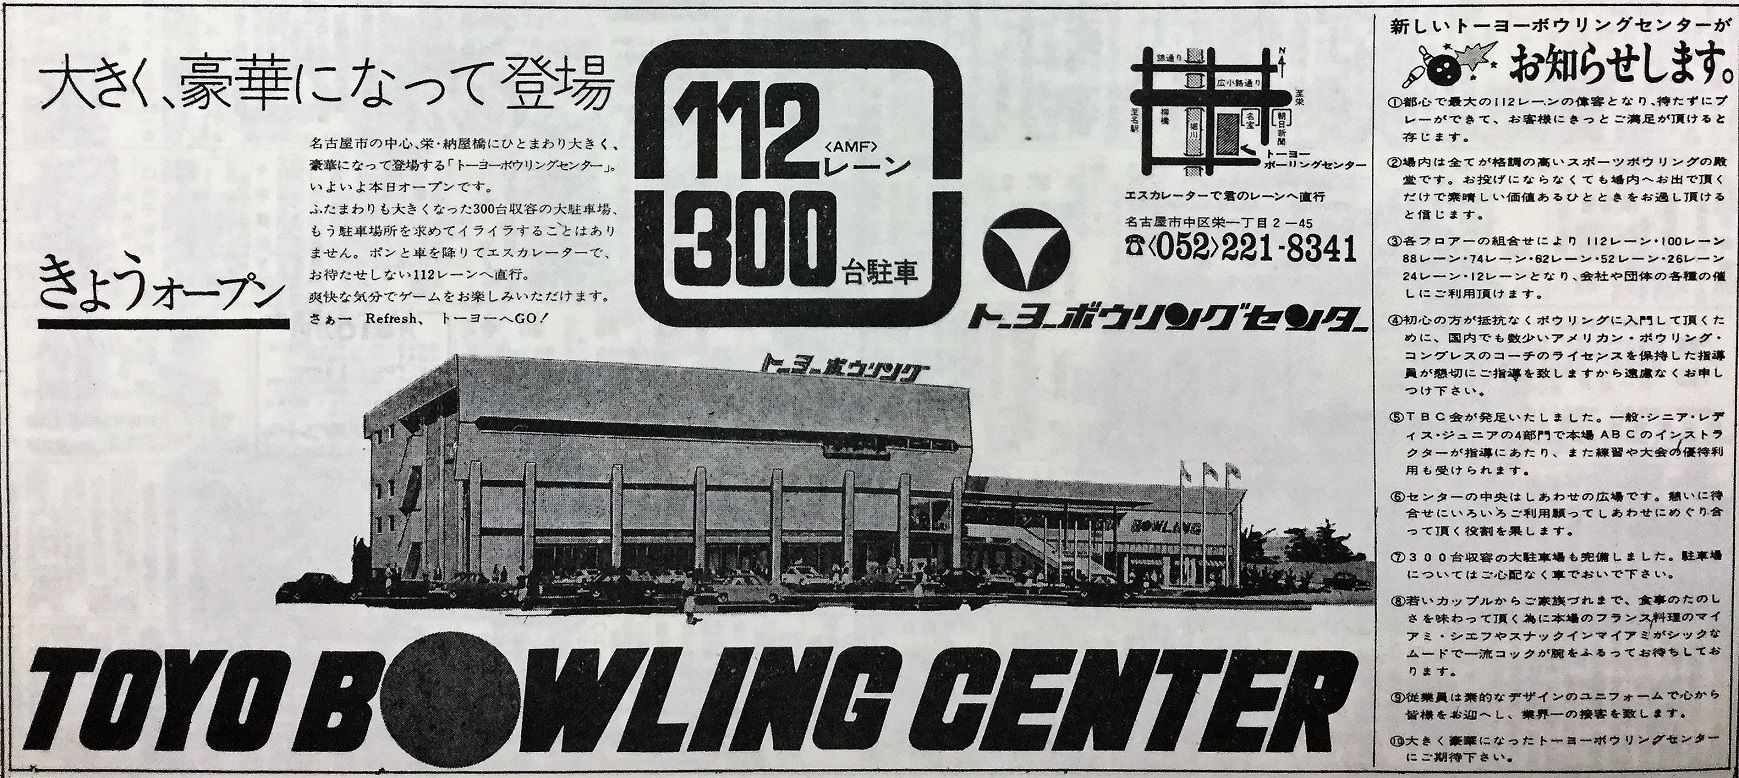 大きく、豪華になって登場
名古屋市の中心、栄・納屋橋にひとまわり大きく、
豪華になって登場する「トーヨーボウリングセンター」。
いよいよ本日オープンです。
ふたまわりも大きくなった300台収容の大駐車場、
もう駐車場所を求めてイライラすることはあり
ません。ポンと車を降りてエスカレーターで、
お待たせしない112レーンへ直行。
爽快な気分でゲームをお楽しみいただけます。
さぁー Refresh、トーヨーへGO!
きょうオープン
112〈AMF〉レーン
300台駐車
錦通り
広小路通り
N
至栄
至名駅
柳橋
堀川
名宝
朝日新聞
トーヨー
ボーリングセンター
エスカレーターで君のレーンへ直行
名古屋市中区栄一丁目2−45
☎〈052〉221-8341
トーヨーボウリングセンター
トーヨーボウリング
BOWLING
TOYO BOWLING CENTER
新しいトーヨーボウリングセンターが
お知らせします。
①都心で最大の112レーンの偉容となり、待たずにプ
レーができて、お客様にきっとご満足が頂けると
存じます。
②場内は全てが格調の高いスポーツボウリングの殿
堂です。お投げにならなくても場内へお出で頂く
だけで素晴しい価値あるひとときをお過し頂ける
と信じます。
③各フロアーの組合せにより 112レーン・100レーン
88レーン・74レーン・62レーン・52レーン・26レーン
24レーン・12レーンとなり、会社や団体の各種の催
しにご利用頂けます。
④初心の方が抵抗なくボウリングに入門して頂くた
めに、国内でも数少いアメリカン・ボウリング・
コングレスのコーチのライセンスを保持した指導
員が懇切にご指導を致しますから遠慮なくお申し
つけ下さい。
⑤TBC会が発足いたしました。一般・シニア・レデ
ィス・ジュニアの4部門で本場ABCのインストラ
クターが指導にあたり、また練習や大会の優待利
用も受けられます。
⑥センターの中央はしあわせの広場です。憩いに待
合せにいろいろご利用願ってしあわせにめぐり合
って頂く役割を果します。
⑦300台収容の大駐車場も完備しました。駐車場
についてはご心配なく車でおいで下さい。
⑧若いカップルからご家族づれまで、食事のたのし
さを味わって頂く為に本場のフランス料理のマイ
アミ・シエフやスナックインマイアミがシックな
ムードで一流コックが腕をふるってお待ちしてお
ります。
⑨従業員は素的なデザインのユニフォームで心から
皆様をお迎へし、業界一の接客を致します。
⑩大きく豪華になったトーヨーボウリングセンター
にご期待下さい。